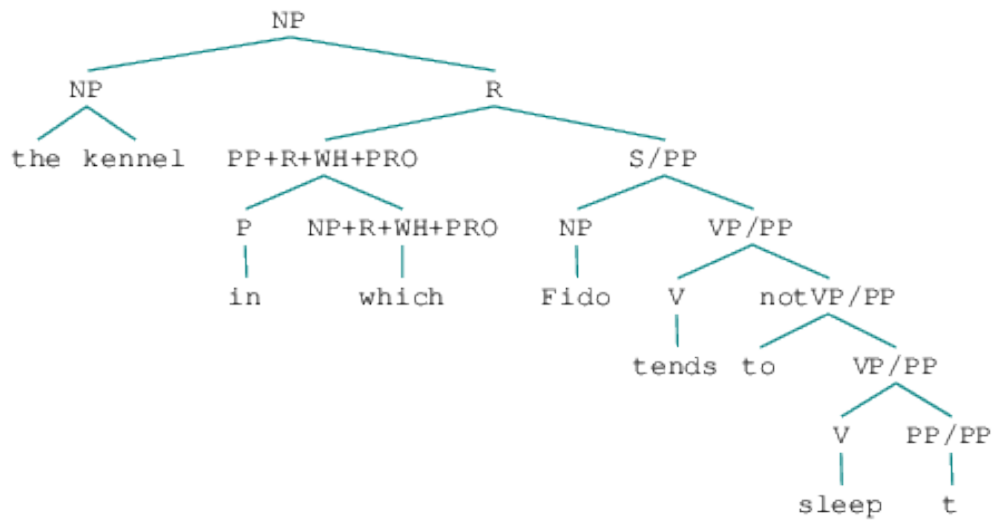 NP
NP R
the kennel PP+R+WH+PRO S/PP
P NP+R+WH+PRO NP VP/PP
in which Fido V notVP/PP
tends to VP/PP
V PP/PP
sleep t